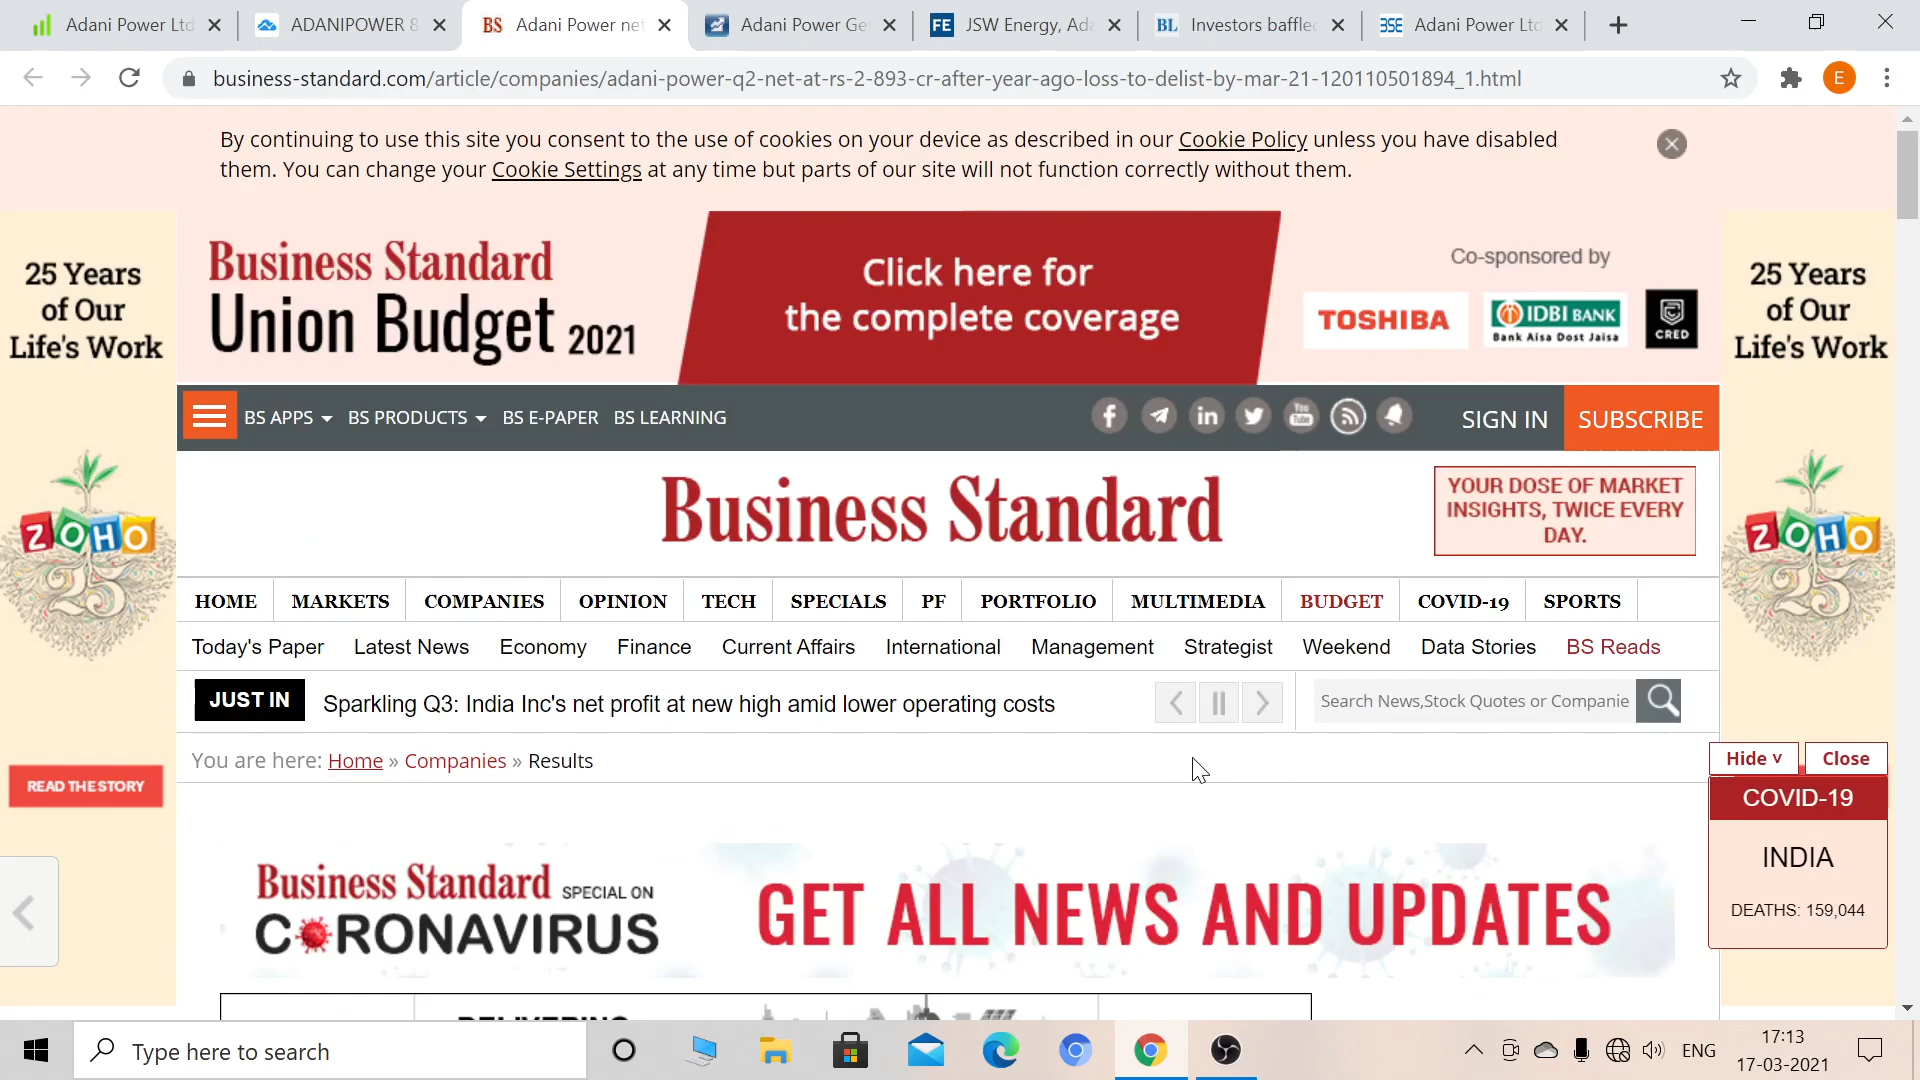 Adani Power Ltd
ADANIPOWER 8
Adani Power net
Adani Power Ge
JSW Energy, Ada
Investors baffled
Adani Power Ltd
business-standard.com/article/companies/adani-power-q2-net-at-rs-2-893-cr-after-year-ago-loss-to-delist-by-mar-21-120110501894_1.html
E
By continuing to use this site you consent to the use of cookies on your device as described in our Cookie Policy unless you have disabled
them. You can change your Cookie Settings at any time but parts of our site will not function correctly without them.
25 Years
of Our
Life's Work
ZOHO
25
READ THE STORY
Business Standard
Union Budget 2021
Click here for
the complete coverage
Co-sponsored by
TOSHIBA
IDBI BANK
Bank Aisa Dost Jaisa
CRED
25 Years
of Our
Life's Work
ZOHO
25
BS APPS
BS PRODUCTS
BS E-PAPER
BS LEARNING
SIGN IN
SUBSCRIBE
Business Standard
YOUR DOSE OF MARKET
INSIGHTS, TWICE EVERY
DAY.
HOME MARKETS COMPANIES OPINION TECH SPECIALS PF PORTFOLIO MULTIMEDIA BUDGET COVID-19 SPORTS
Today's Paper Latest News Economy Finance Current Affairs International Management Strategist Weekend Data Stories BS Reads
JUST IN
Sparkling Q3: India Inc's net profit at new high amid lower operating costs
Search News,Stock Quotes or Companie
You are here: Home » Companies » Results
Hide v
Close
COVID-19
INDIA
DEATHS: 159,044
Business Standard SPECIAL ON
CORONAVIRUS
GET ALL NEWS AND UPDATES
Type here to search
ENG
17:13
17-03-2021